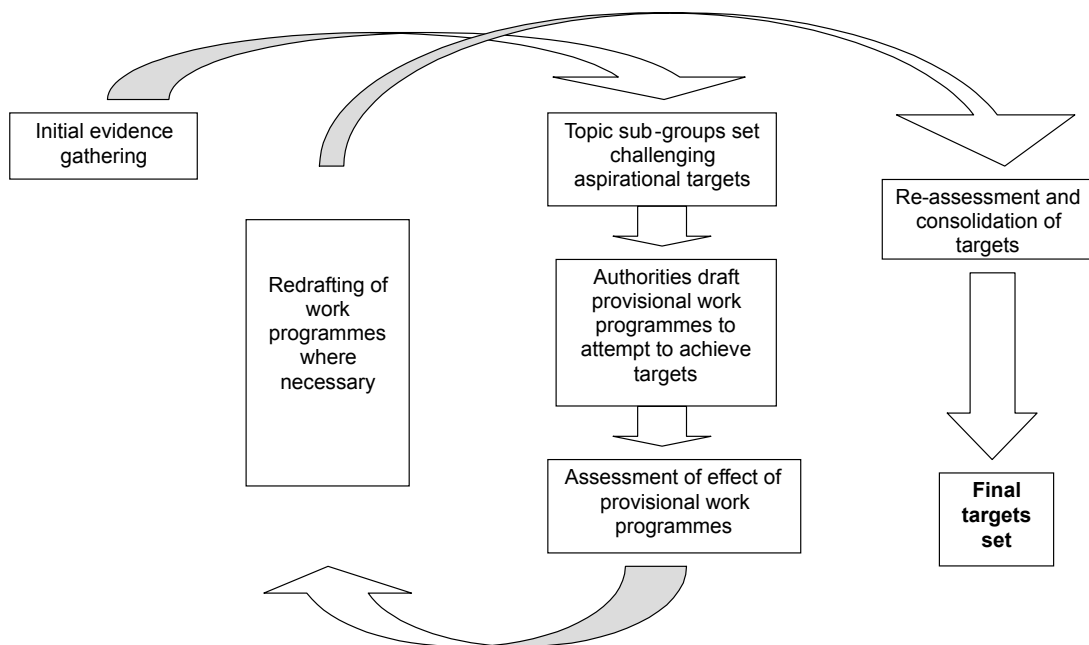 Initial evidence
gathering
Topic sub-groups set
challenging
aspirational targets
Authorities draft
provisional work
programmes to
attempt to achieve
targets
Assessment of effect of
provisional work
programmes
Redrafting of
work
programmes
where
necessary
Re-assessment and
consolidation of
targets
Final
targets
set